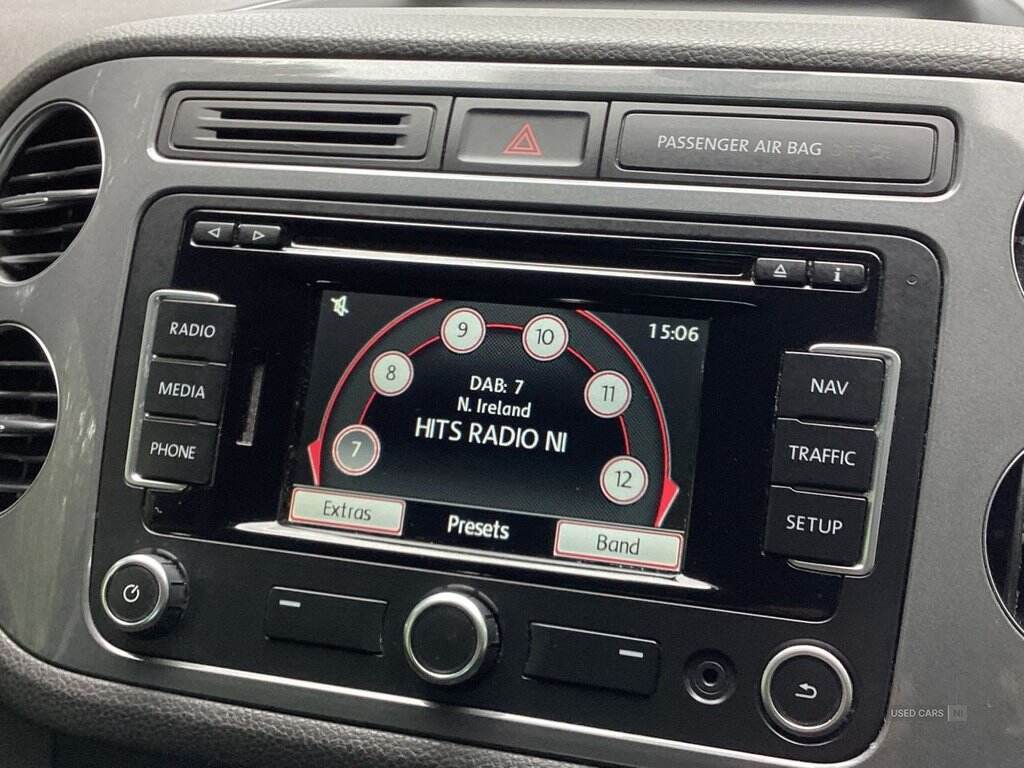 PASSENGER AIR BAG
i
RADIO
MEDIA
PHONE
15:06
7
8
9
10
11
12
DAB: 7
N. Ireland
HITS RADIO NI
Extras
Presets
Band
NAV
TRAFFIC
SETUP
USED CARS NI